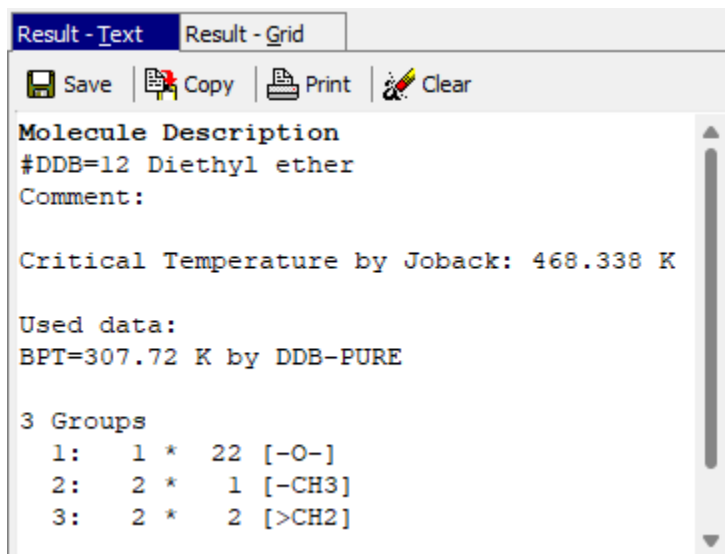 Result - Text Result - Grid
Save Copy Print Clear
Molecule Description
#DDB=12 Diethyl ether
Comment:
Critical Temperature by Joback: 468.338 K
Used data:
BPT=307.72 K by DDB-PURE
3 Groups
1: 1 * 22 [-O-]
2: 2 * 1 [-CH3]
3: 2 * 2 [>CH2]